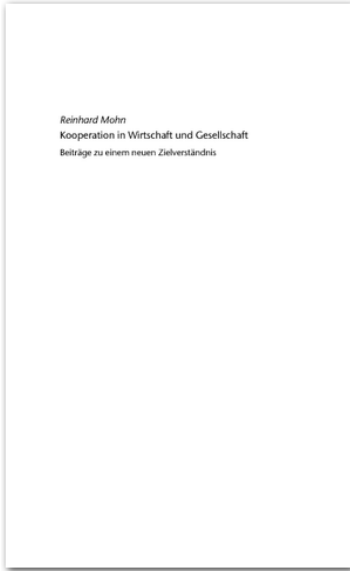 Reinhard Mohn
Kooperation in Wirtschaft und Gesellschaft
Beiträge zu einem neuen Zielverständnis